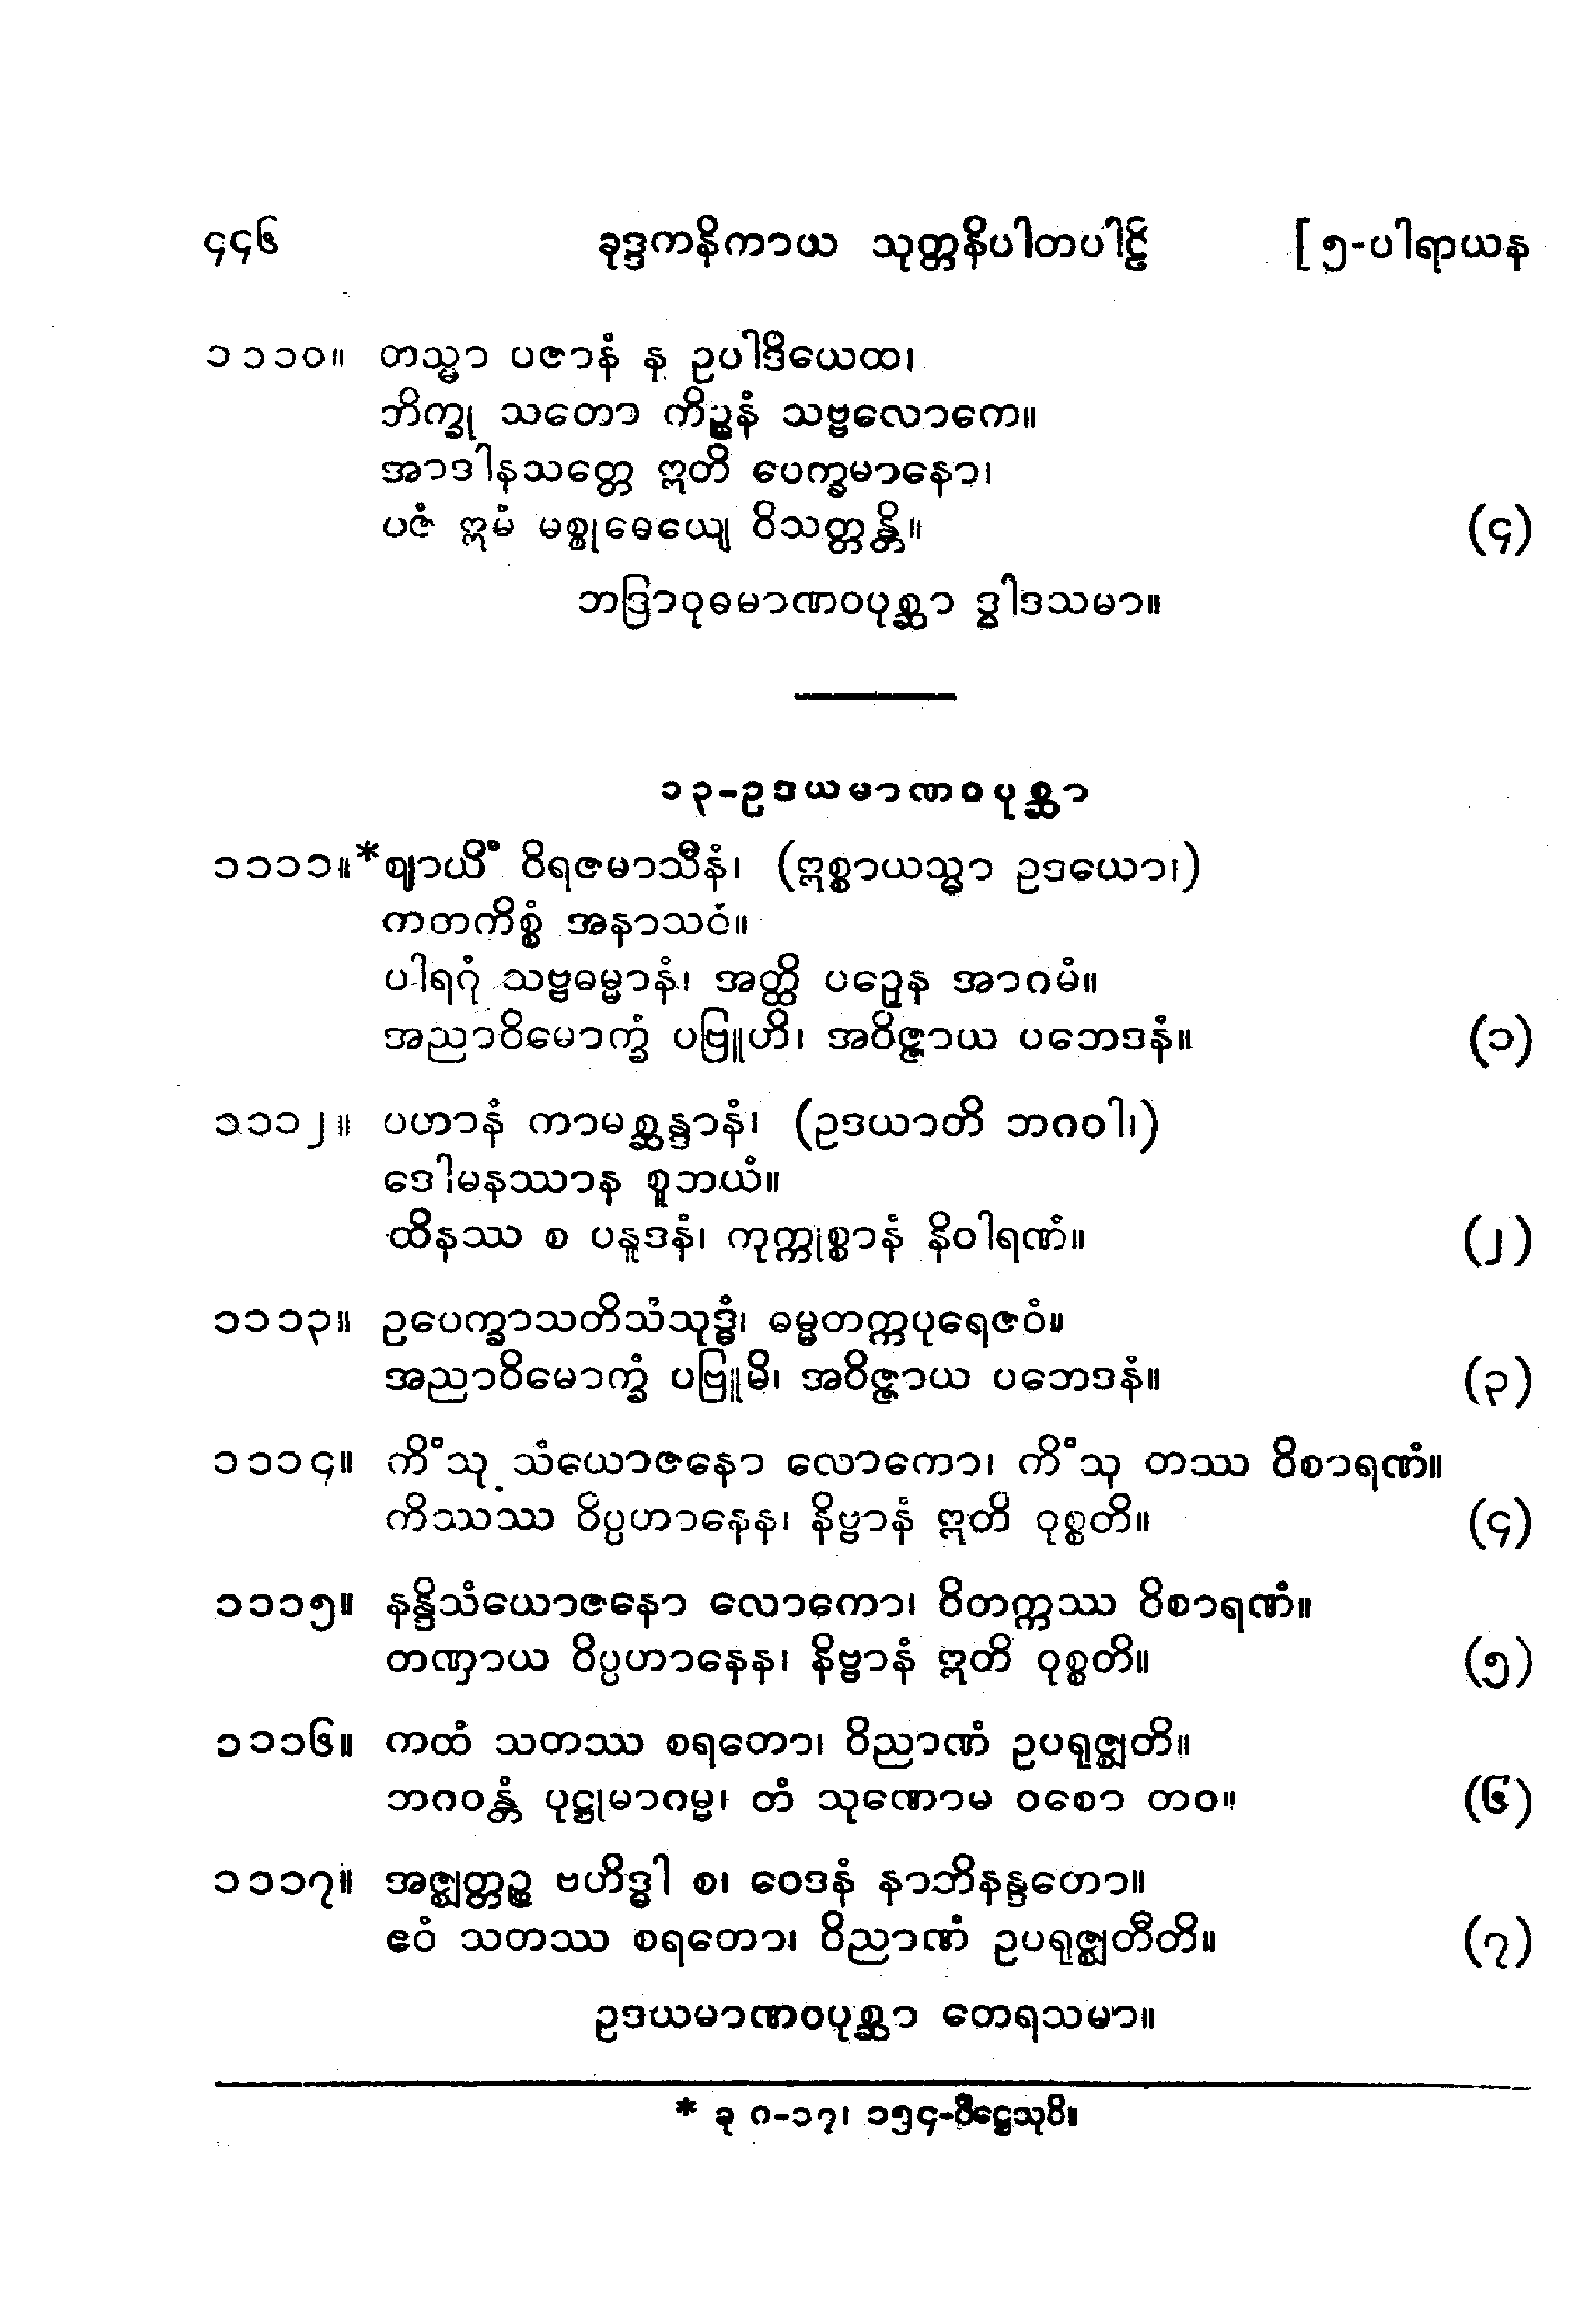 ၄၄၆ ခုဒ္ဒကနိကာယ သုတ္တနိပါတပါဠိ [ ၅-ပါရာယန
၁၁၁၀။ တသ္မာ ပဇာနံ န ဥပါဒိယေထ၊
ဘိက္ခု သတော ကိဉ္စနံ သဗ္ဗလောကေ။
အာဒါနသတ္တေ ဣတိ ပေက္ခမာနော၊
ပဇံ ဣမံ မစ္စုဓေယျေ ဝိသတ္တန္တိ။ (၄)
ဘဒြာဝုဓမာဏဝပုစ္ဆာ ဒွါဒသမာ။
၁၃-ဥဒယမာဏဝပုစ္ဆာ
၁၁၁၁။*ဈာယိံ ဝိရဇမာသီနံ၊ (ဣစ္စာယသ္မာ ဥဒယော၊)
ကတကိစ္စံ အနာသဝံ။
ပါရဂုံ သဗ္ဗဓမ္မာနံ၊ အတ္ထိ ပဉှေန အာဂမံ။
အညာဝိမောက္ခံ ပဗြူဟိ၊ အဝိဇ္ဇာယ ပဘေဒနံ။ (၁)
၁၁၁၂။ ပဟာနံ ကာမစ္ဆန္ဒာနံ၊ (ဥဒယာတိ ဘဂဝါ၊)
ဒေါမနဿာန စူဘယံ။
ထိနဿ စ ပနူဒနံ၊ ကုက္ကုစ္စာနံ နိဝါရဏံ။ (၂)
၁၁၁၃။ ဥပေက္ခာသတိသံသုဒ္ဓံ၊ ဓမ္မတက္ကပုရေဇဝံ။
အညာဝိမောက္ခံ ပဗြူမိ၊ အဝိဇ္ဇာယ ပဘေဒနံ။ (၃)
၁၁၁၄။ ကိံသု သံယောဇနော လောကော၊ ကိံသု တဿ ဝိစာရဏံ။
ကိဿဿ ဝိပ္ပဟာနေန၊ နိဗ္ဗာနံ ဣတိ ဝုစ္စတိ။ (၄)
၁၁၁၅။ နန္ဒိသံယောဇနော လောကော၊ ဝိတက္ကဿ ဝိစာရဏံ။
တဏှာယ ဝိပ္ပဟာနေန၊ နိဗ္ဗာနံ ဣတိ ဝုစ္စတိ။ (၅)
၁၁၁၆။ ကထံ သတဿ စရတော၊ ဝိညာဏံ ဥပရုဇ္ဈတိ။
ဘဂဝန္တံ ပုဋ္ဌုမာဂမ္မ၊ တံ သုဏောမ ဝစော တဝ။ (၆)
၁၁၁၇။ အဇ္ဈတ္တဉ္စ ဗဟိဒ္ဓါ စ၊ ဝေဒနံ နာဘိနန္ဒတော။
ဧဝံ သတဿ စရတော၊ ဝိညာဏံ ဥပရုဇ္ဈတီတိ။ (၇)
ဥဒယမာဏဝပုစ္ဆာ တေရသမာ။
* ခု ဂ-၁၇၊ ၁၅၄-ပိဋ္ဌေသုပိ။